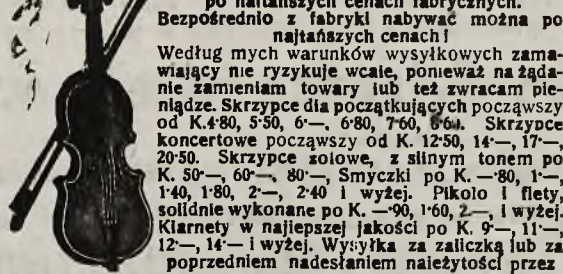 po najtańszych cenach fabrycznych.
Bezpośrednio z fabryki nabywać można po
najtańszych cenach!
Według mych warunków wysyłkowych zama-
wiający nie ryzykuje wcale, ponieważ na żąda-
nie zamieniam towary lub też zwracam pie-
niądze. Skrzypce dla początkujących począwszy
od K.4·80, 5·50, 6·—, 6·80, 7·60, Skrzypce
koncertowe począwszy od K. 12·50, 14·—, 17·—,
20·50. Skrzypce solowe, z silnym tonem po
K. 50·—, 60·—, 80·—, Smyczki po K. —·80, 1·—,
1·40, 1·80, 2·—, 2·40 i wyżej. Pikolo i flety,
solidnie wykonane po K. —·90, 1·60, 2.—, i wyżej.
Klarnety w najlepszej jakości po K. 9·—, 11·—,
12·—, 14·— i wyżej. Wysyłka za zaliczką lub za
poprzedniem nadesłaniem należytości przez